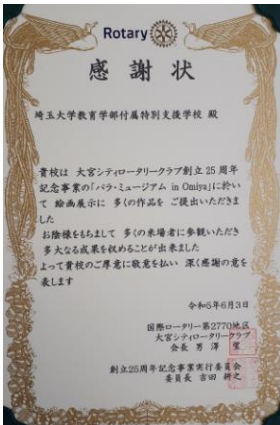 Rotary
感謝状
埼玉大学教育学部付属特別支援学校 殿
貴校は 大宮シティロータリークラブ創立25周年
記念事業の「パラ・ミュージアム in Omiya」に於い
て 絵画展示に 多くの作品を ご提出いただきま
した
お陰様をもちまして 多くの来場者に参観いただき
多大なる成果を収めることが出来ました
よって貴校のご厚意に敬意を払い 深く感謝の意を
表します
令和5年6月3日
国際ロータリー第2770地区
大宮シティロータリークラブ
会長 男澤
創立25周年記念事業実行委員会
委員長 吉田 耕之